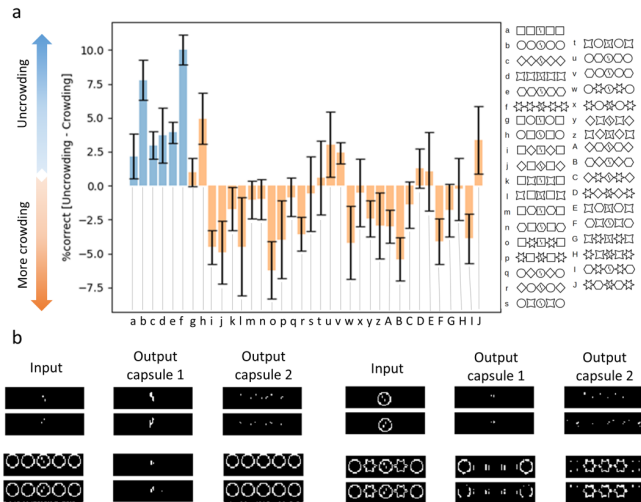 a
Uncrowding
More crowding
%correct [Uncrowding - Crowding]
10.0
7.5
5.0
2.5
0.0
-2.5
-5.0
-7.5
a b c d e f g h i j k l m n o p q r s t u v w x y z A B C D E F G H I J
a
b
c
d
e
f
g
h
i
j
k
l
m
n
o
p
q
r
s
t
u
v
w
x
y
z
A
B
C
D
E
F
G
H
I
J
b
Input
Output
capsule 1
Output
capsule 2
Input
Output
capsule 1
Output
capsule 2